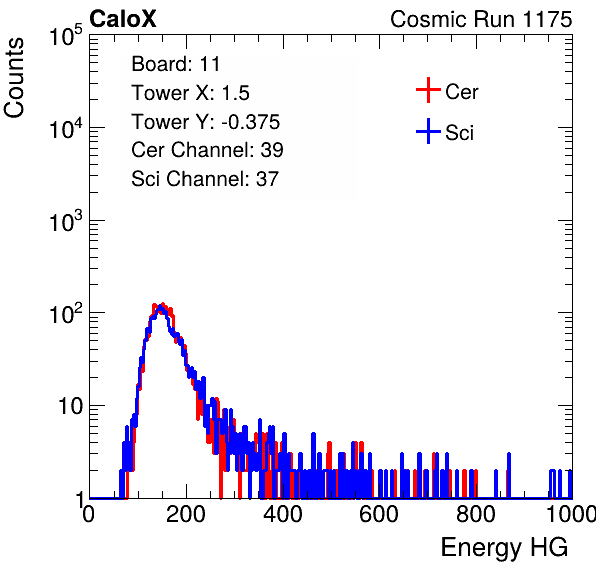 CaloX Cosmic Run 1175
Counts
Board: 11
Tower X: 1.5
Tower Y: -0.375
Cer Channel: 39
Sci Channel: 37
Cer
Sci
10^5
10^4
10^3
10^2
10
1
0 200 400 600 800 1000
Energy HG